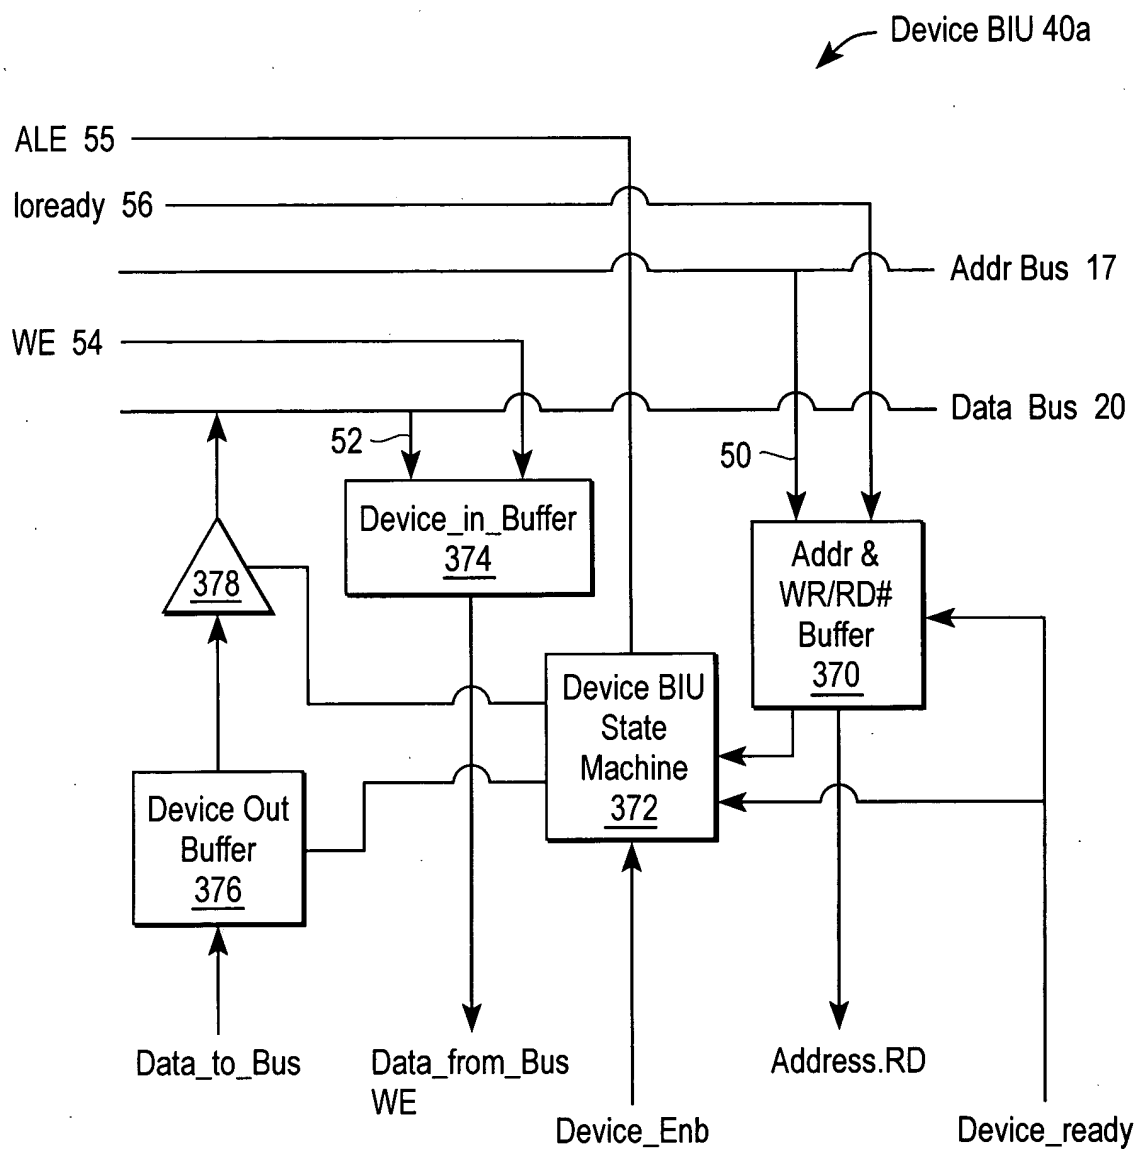 Device BIU 40a
ALE 55
Ioready 56
Addr Bus 17
WE 54
Data Bus 20
52
50
Device_in_Buffer
374
Addr &
WR/RD#
Buffer
370
378
Device BIU
State
Machine
372
Device Out
Buffer
376
Data_to_Bus
Data_from_Bus
WE
Address.RD
Device_Enb
Device_ready